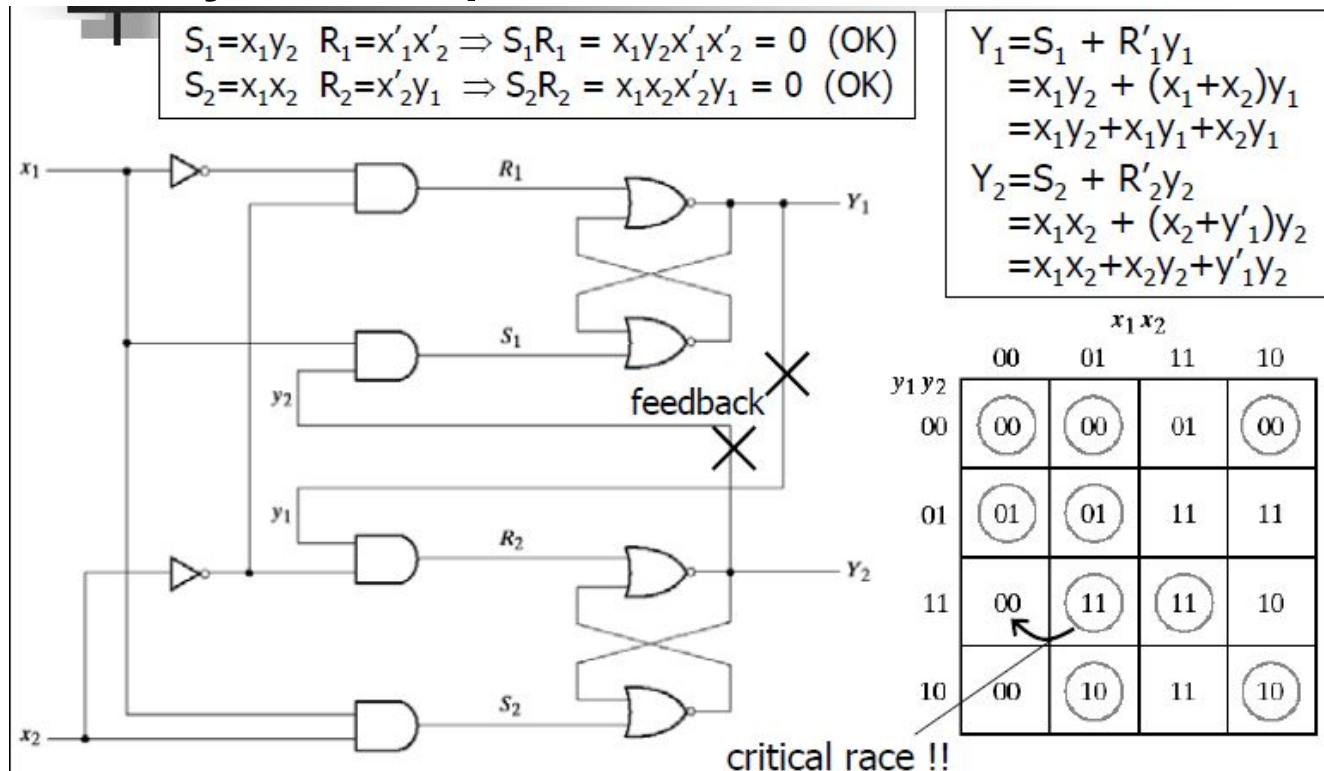 S₁=x₁y₂ R₁=x′₁x′₂ ⇒ S₁R₁ = x₁y₂x′₁x′₂ = 0 (OK)
S₂=x₁x₂ R₂=x′₂y₁ ⇒ S₂R₂ = x₁x₂x′₂y₁ = 0 (OK)
Y₁=S₁ + R′₁y₁
=x₁y₂ + (x₁+x₂)y₁
=x₁y₂+x₁y₁+x₂y₁
Y₂=S₂ + R′₂y₂
=x₁x₂ + (x₂+y′₁)y₂
=x₁x₂+x₂y₂+y′₁y₂
x₁
R₁
Y₁
S₁
y₂
feedback
y₁
R₂
Y₂
S₂
x₂
x₁x₂
00 01 11 10
y₁y₂
00 00 00 01 00
01 01 01 11 11
11 00 11 11 10
10 00 10 11 10
critical race !!